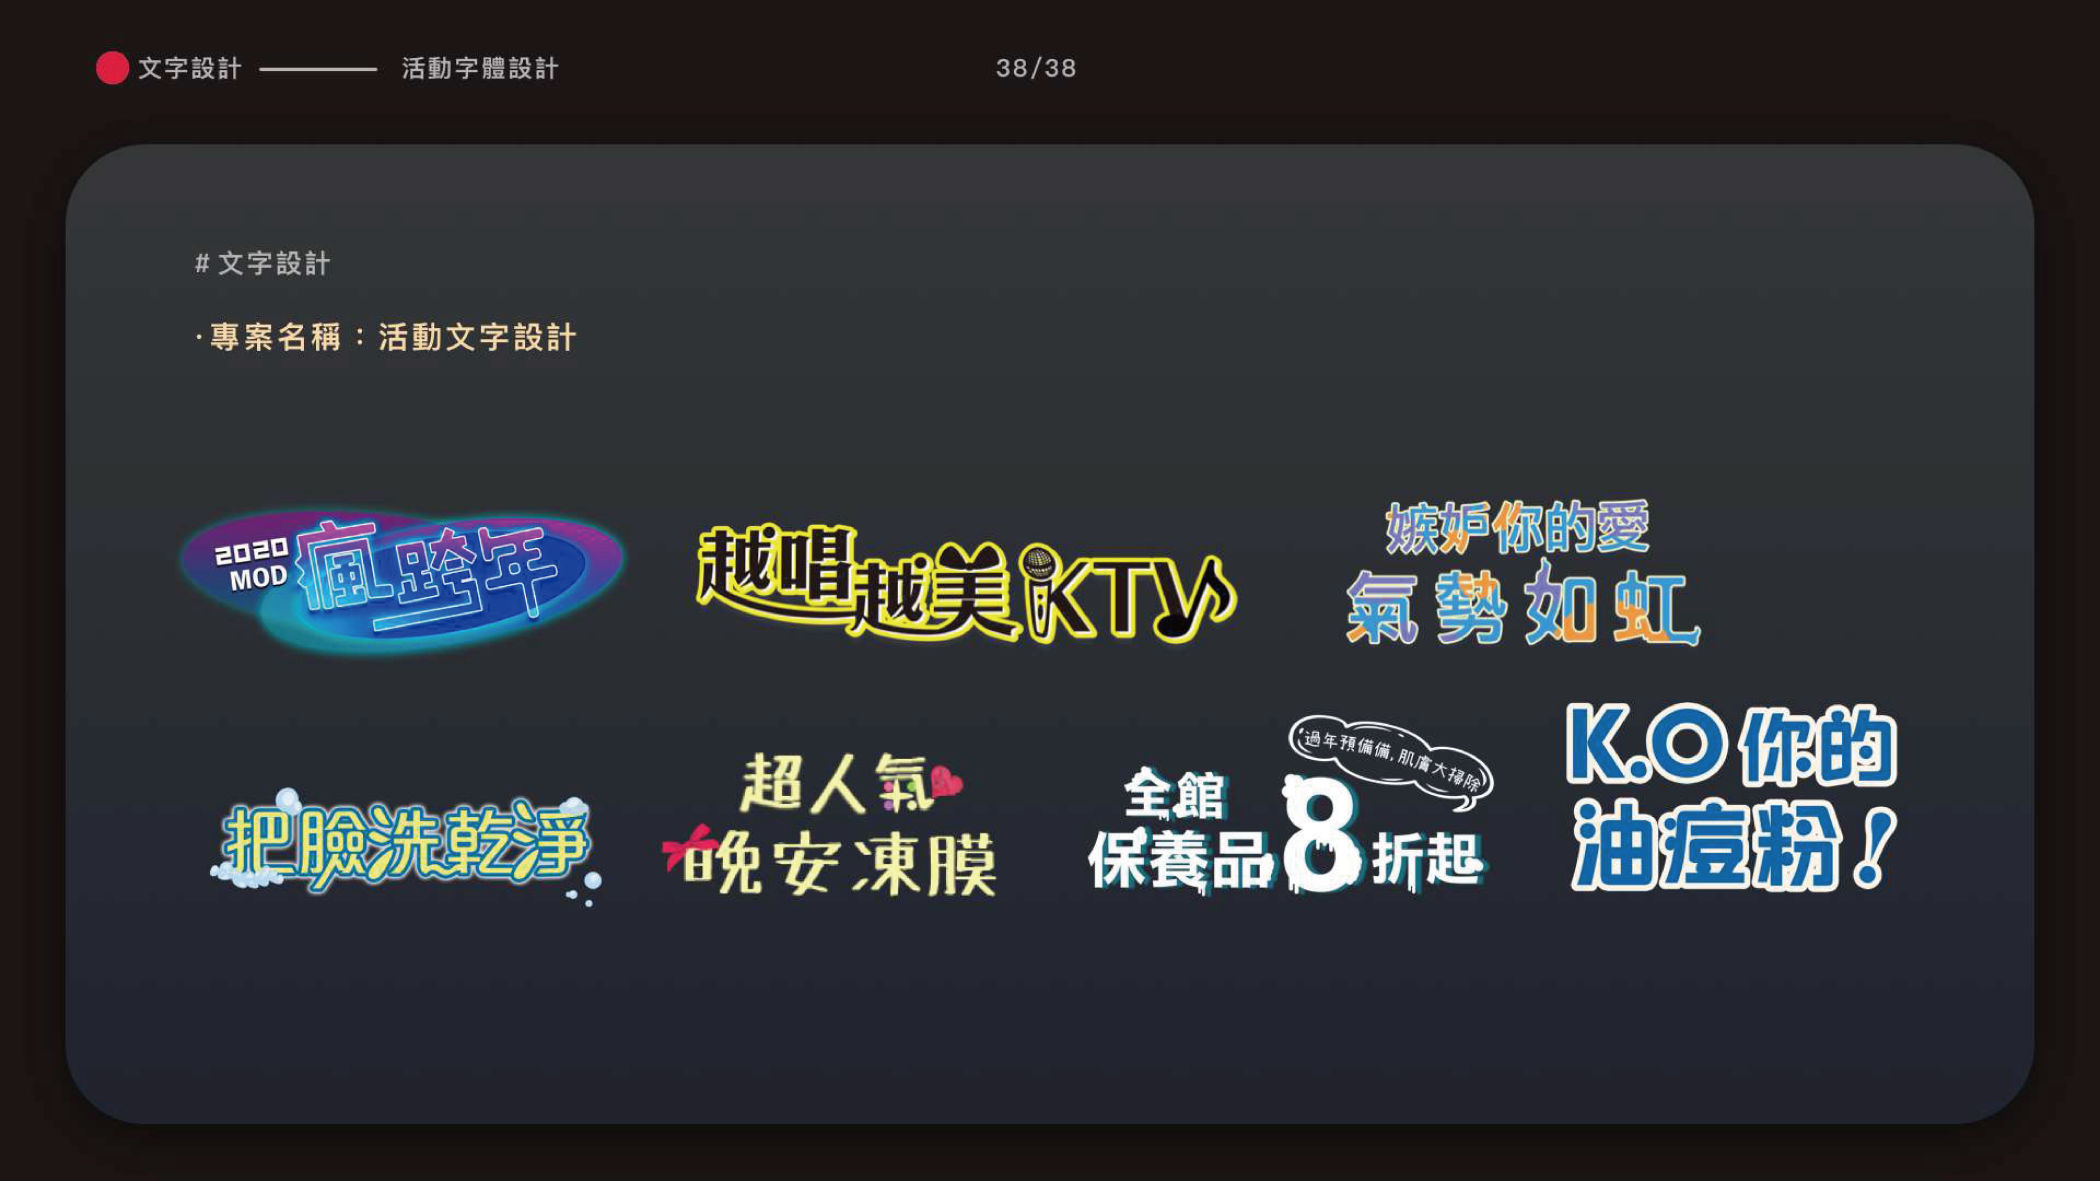 文字設計 活動字體設計
38/38
# 文字設計
·專案名稱：活動文字設計
2020
MOD
瘋跨年
越唱越美iKTV
嫉妒你的愛
氣勢如虹
把臉洗乾淨
超人氣
晚安凍膜
過年預備備,肌膚大掃除
全館
保養品8折起
K.O你的
油痘粉!